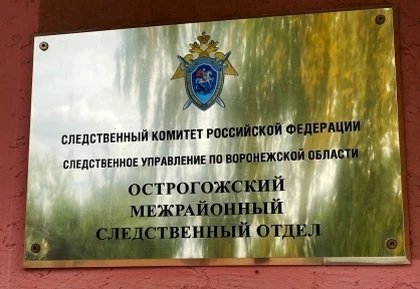 СЛЕДСТВЕННЫЙ КОМИТЕТ РОССИЙСКОЙ ФЕДЕРАЦИИ
СЛЕДСТВЕННОЕ УПРАВЛЕНИЕ ПО ВОРОНЕЖСКОЙ ОБЛАСТИ
ОСТРОГОЖСКИЙ
МЕЖРАЙОННЫЙ
СЛЕДСТВЕННЫЙ ОТДЕЛ